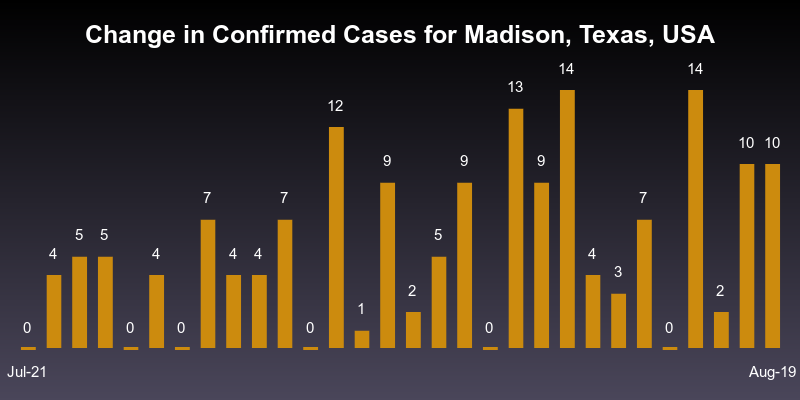 Change in Confirmed Cases for Madison, Texas, USA
0 4 5 5 0 4 0 7 4 4 7 0 12 1 9 2 5 9 0 13 9 14 4 3 7 0 14 2 10 10
Jul-21 Aug-19